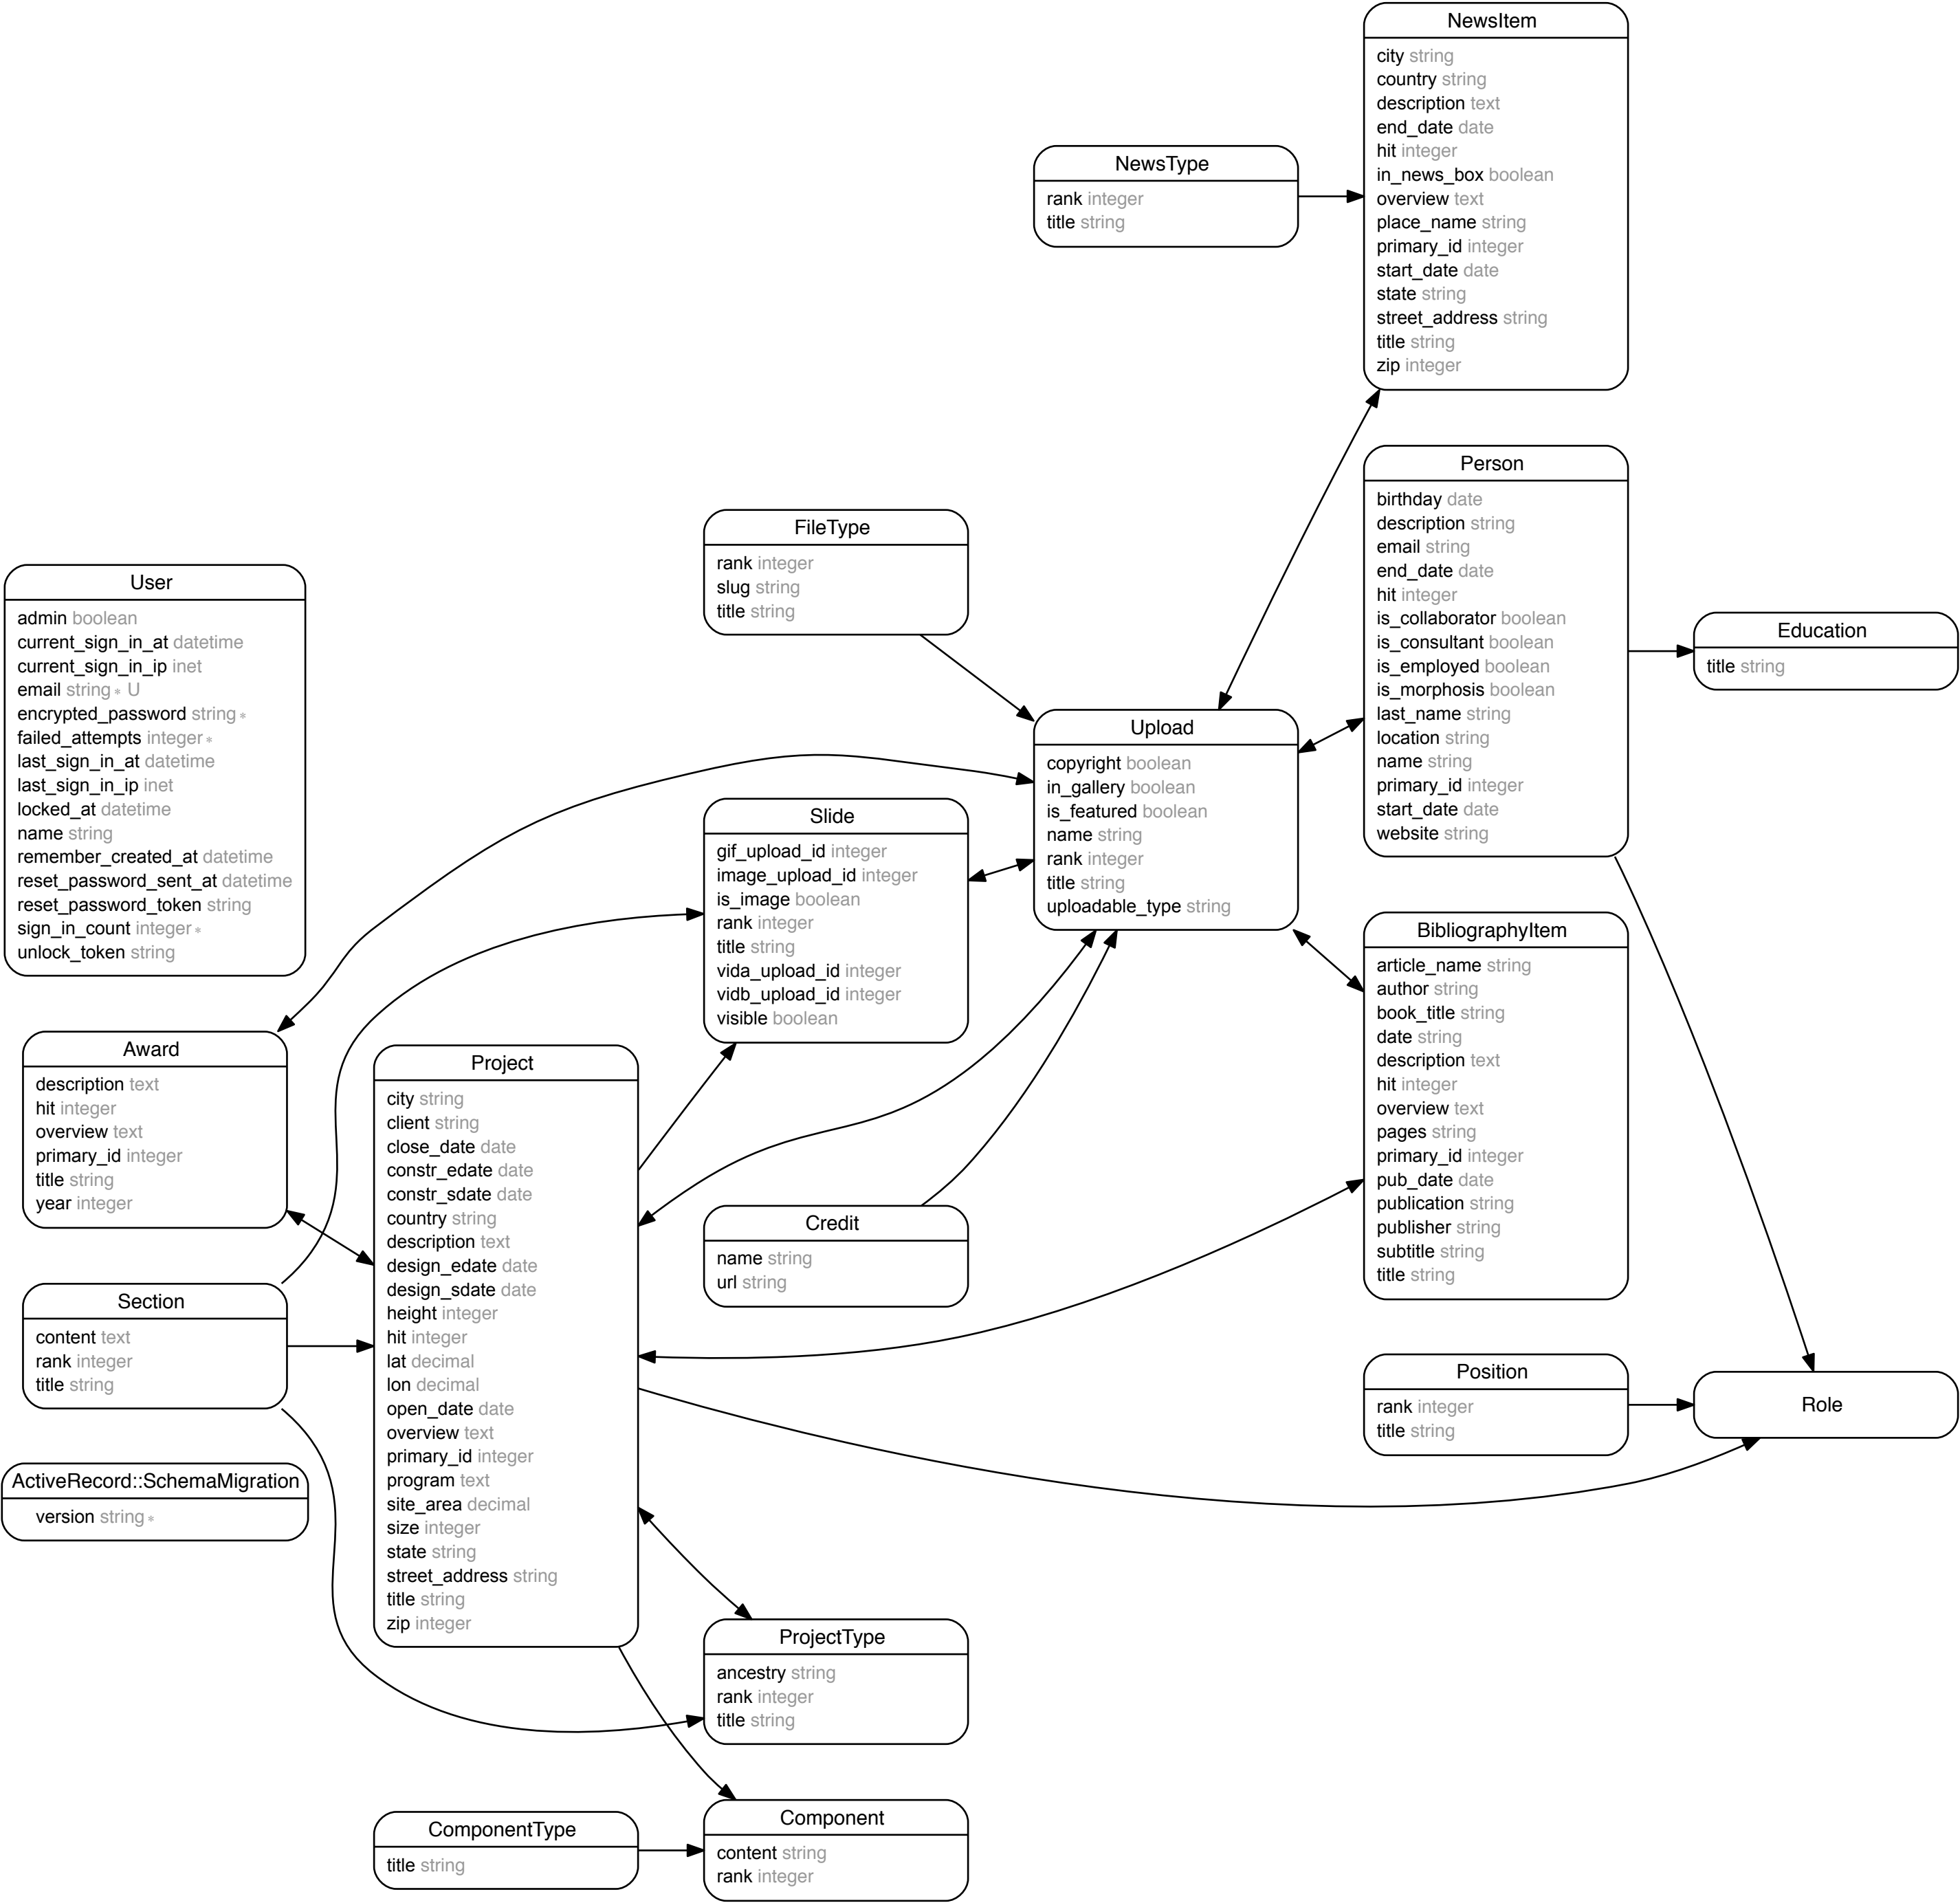 NewsItem
city string
country string
description text
end_date date
hit integer
in_news_box boolean
overview text
place_name string
primary_id integer
start_date date
state string
street_address string
title string
zip integer
NewsType
rank integer
title string
Person
birthday date
description string
email string
end_date date
hit integer
is_collaborator boolean
is_consultant boolean
is_employed boolean
is_morphosis boolean
last_name string
location string
name string
primary_id integer
start_date date
website string
FileType
rank integer
slug string
title string
User
admin boolean
current_sign_in_at datetime
current_sign_in_ip inet
email string * U
encrypted_password string *
failed_attempts integer *
last_sign_in_at datetime
last_sign_in_ip inet
locked_at datetime
name string
remember_created_at datetime
reset_password_sent_at datetime
reset_password_token string
sign_in_count integer *
unlock_token string
Education
title string
Upload
copyright boolean
in_gallery boolean
is_featured boolean
name string
rank integer
title string
uploadable_type string
Slide
gif_upload_id integer
image_upload_id integer
is_image boolean
rank integer
title string
vida_upload_id integer
vidb_upload_id integer
visible boolean
BibliographyItem
article_name string
author string
book_title string
date string
description text
hit integer
overview text
pages string
primary_id integer
pub_date date
publication string
publisher string
subtitle string
title string
Award
description text
hit integer
overview text
primary_id integer
title string
year integer
Project
city string
client string
close_date date
constr_edate date
constr_sdate date
country string
description text
design_edate date
design_sdate date
height integer
hit integer
lat decimal
lon decimal
open_date date
overview text
primary_id integer
program text
site_area decimal
size integer
state string
street_address string
title string
zip integer
Credit
name string
url string
Section
content text
rank integer
title string
Position
rank integer
title string
Role
ActiveRecord::SchemaMigration
version string *
ProjectType
ancestry string
rank integer
title string
ComponentType
title string
Component
content string
rank integer